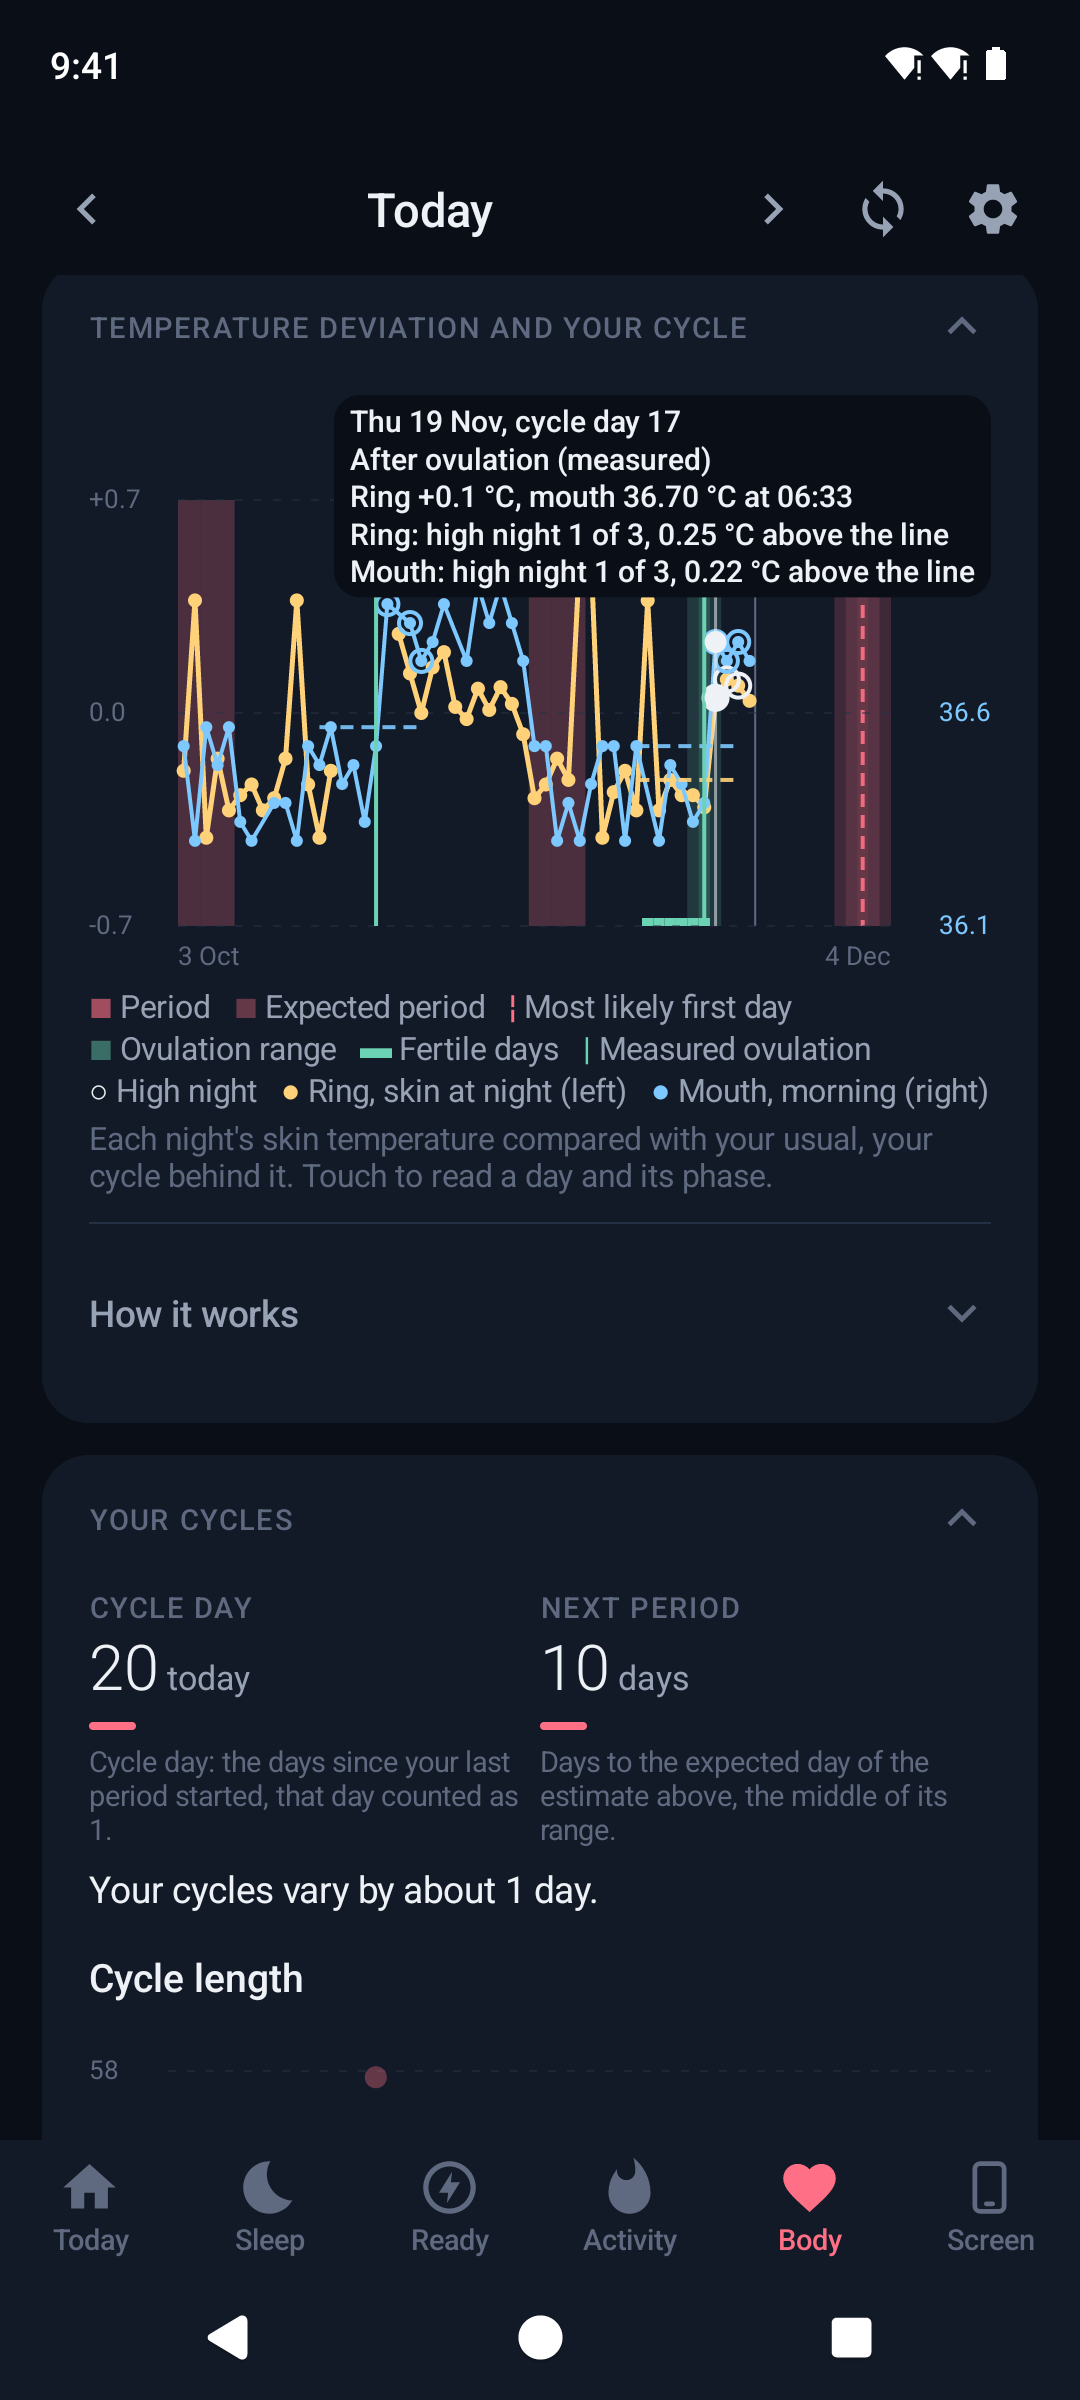 9:41
Today
TEMPERATURE DEVIATION AND YOUR CYCLE
Thu 19 Nov, cycle day 17
After ovulation (measured)
Ring +0.1 °C, mouth 36.70 °C at 06:33
Ring: high night 1 of 3, 0.25 °C above the line
Mouth: high night 1 of 3, 0.22 °C above the line
+0.7
0.0
36.6
-0.7
36.1
3 Oct
4 Dec
Period
Expected period
Most likely first day
Ovulation range
Fertile days
Measured ovulation
High night
Ring, skin at night (left)
Mouth, morning (right)
Each night's skin temperature compared with your usual, your
cycle behind it. Touch to read a day and its phase.
How it works
YOUR CYCLES
CYCLE DAY
20 today
Cycle day: the days since your last
period started, that day counted as
1.
NEXT PERIOD
10 days
Days to the expected day of the
estimate above, the middle of its
range.
Your cycles vary by about 1 day.
Cycle length
58
Today
Sleep
Ready
Activity
Body
Screen